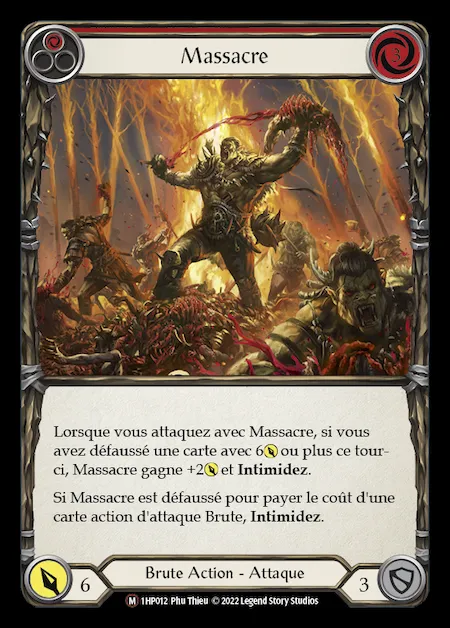 3
Massacre
Lorsque vous attaquez avec Massacre, si vous
avez défaussé une carte avec 6 ou plus ce tour-
ci, Massacre gagne +2 et Intimidez.
Si Massacre est défaussé pour payer le coût d'une
carte action d'attaque Brute, Intimidez.
6
Brute Action - Attaque
3
M 1HP012 Phu Thieu © 2022 Legend Story Studios